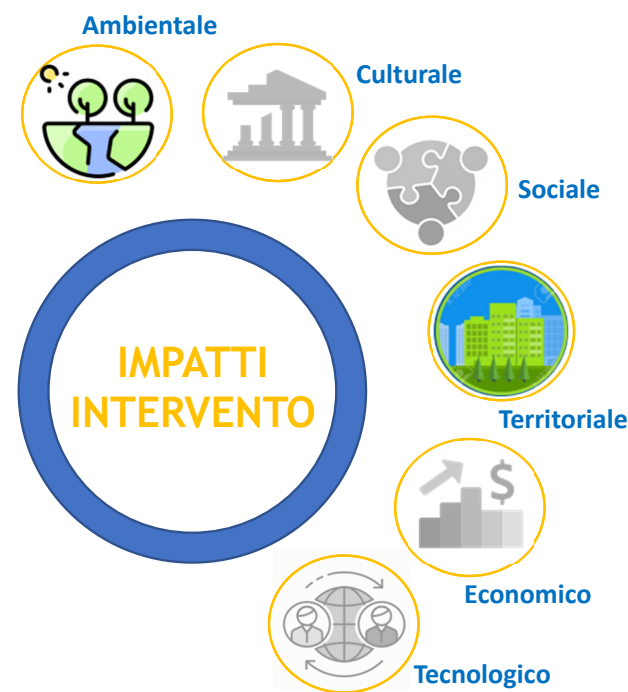 Ambientale
Culturale
Sociale
IMPATTI
INTERVENTO
Territoriale
$
Economico
Tecnologico